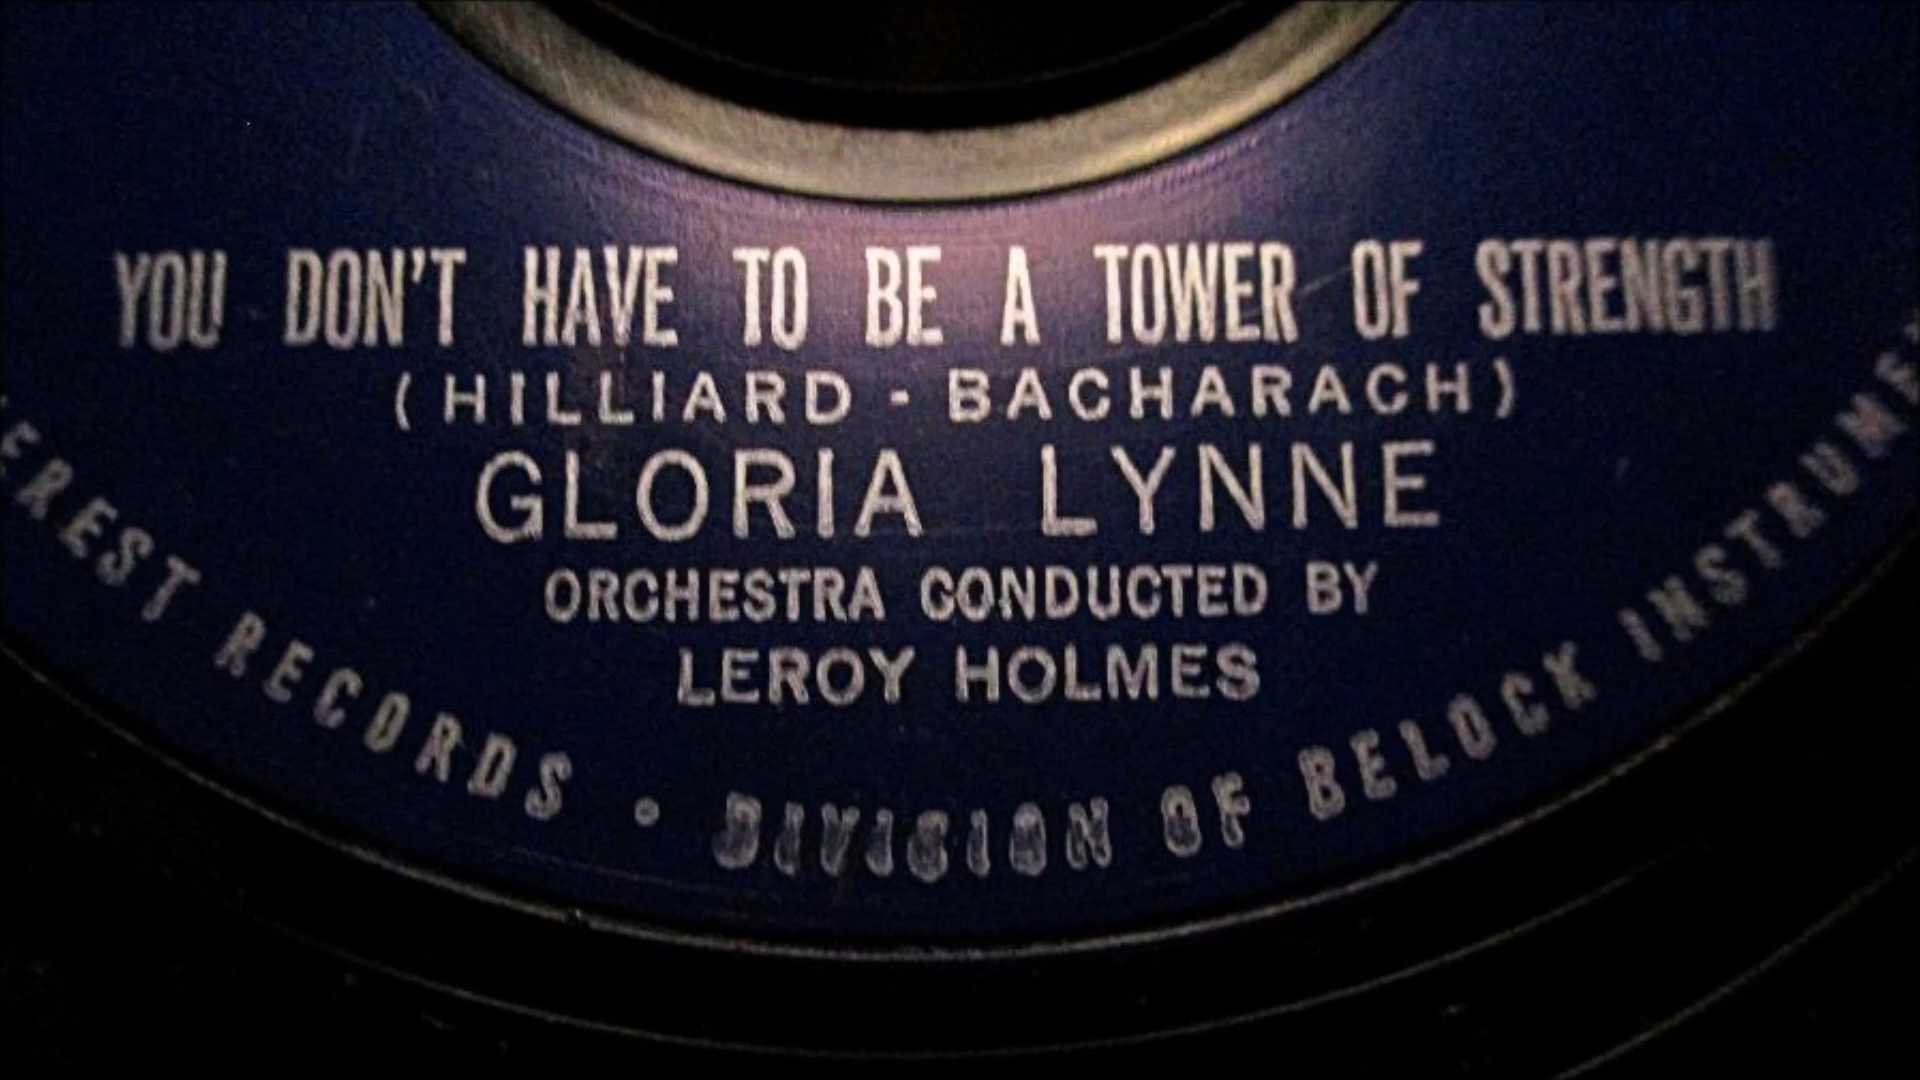 YOU DON'T HAVE TO BE A TOWER OF STRENGTH
(HILLIARD - BACHARACH)
GLORIA LYNNE
ORCHESTRA CONDUCTED BY
LEROY HOLMES
EREST RECORDS • DIVISION OF BELOCK INSTRUME